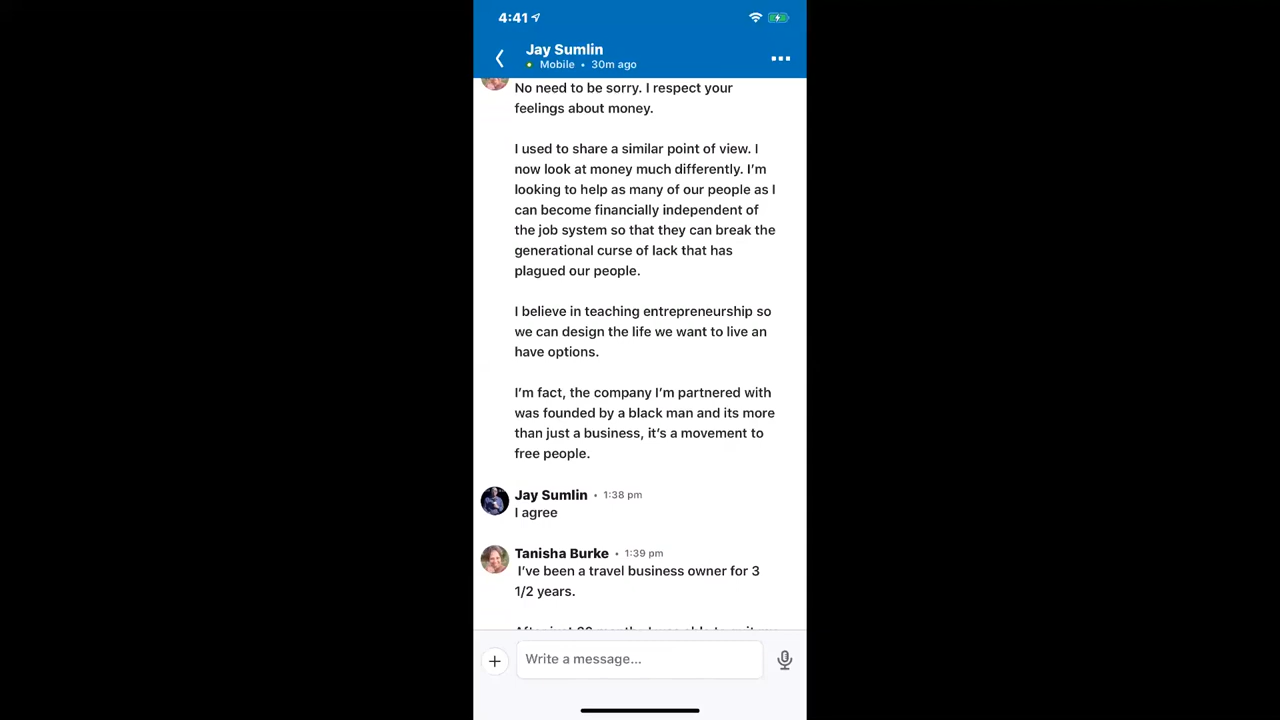 4:41
Jay Sumlin
Mobile • 30m ago
No need to be sorry. I respect your
feelings about money.
I used to share a similar point of view. I
now look at money much differently. I'm
looking to help as many of our people as I
can become financially independent of
the job system so that they can break the
generational curse of lack that has
plagued our people.
I believe in teaching entrepreneurship so
we can design the life we want to live an
have options.
I'm fact, the company I'm partnered with
was founded by a black man and its more
than just a business, it's a movement to
free people.
Jay Sumlin • 1:38 pm
I agree
Tanisha Burke • 1:39 pm
I've been a travel business owner for 3
1/2 years.
Write a message...